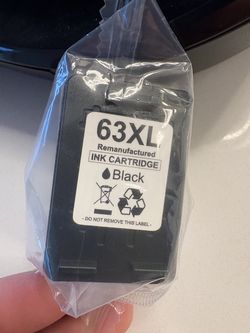 63XL
Remanufactured
INK CARTRIDGE
Black
- DO NOT REMOVE THIS LABEL -